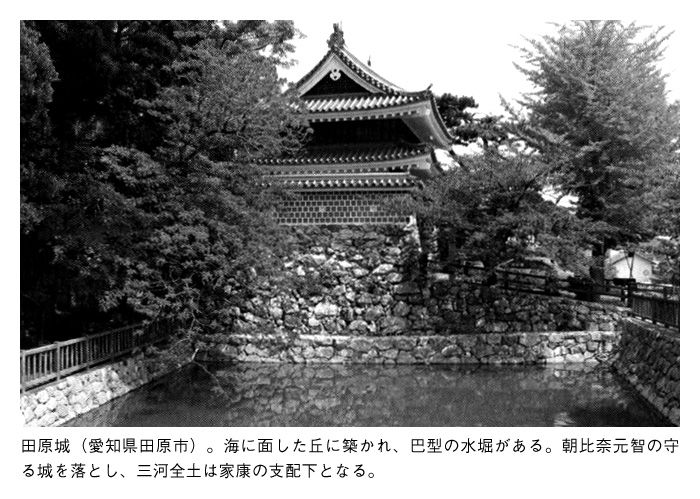 田原城（愛知県田原市）。海に面した丘に築かれ、巴型の水堀がある。朝比奈元智の守
る城を落とし、三河全土は家康の支配下となる。